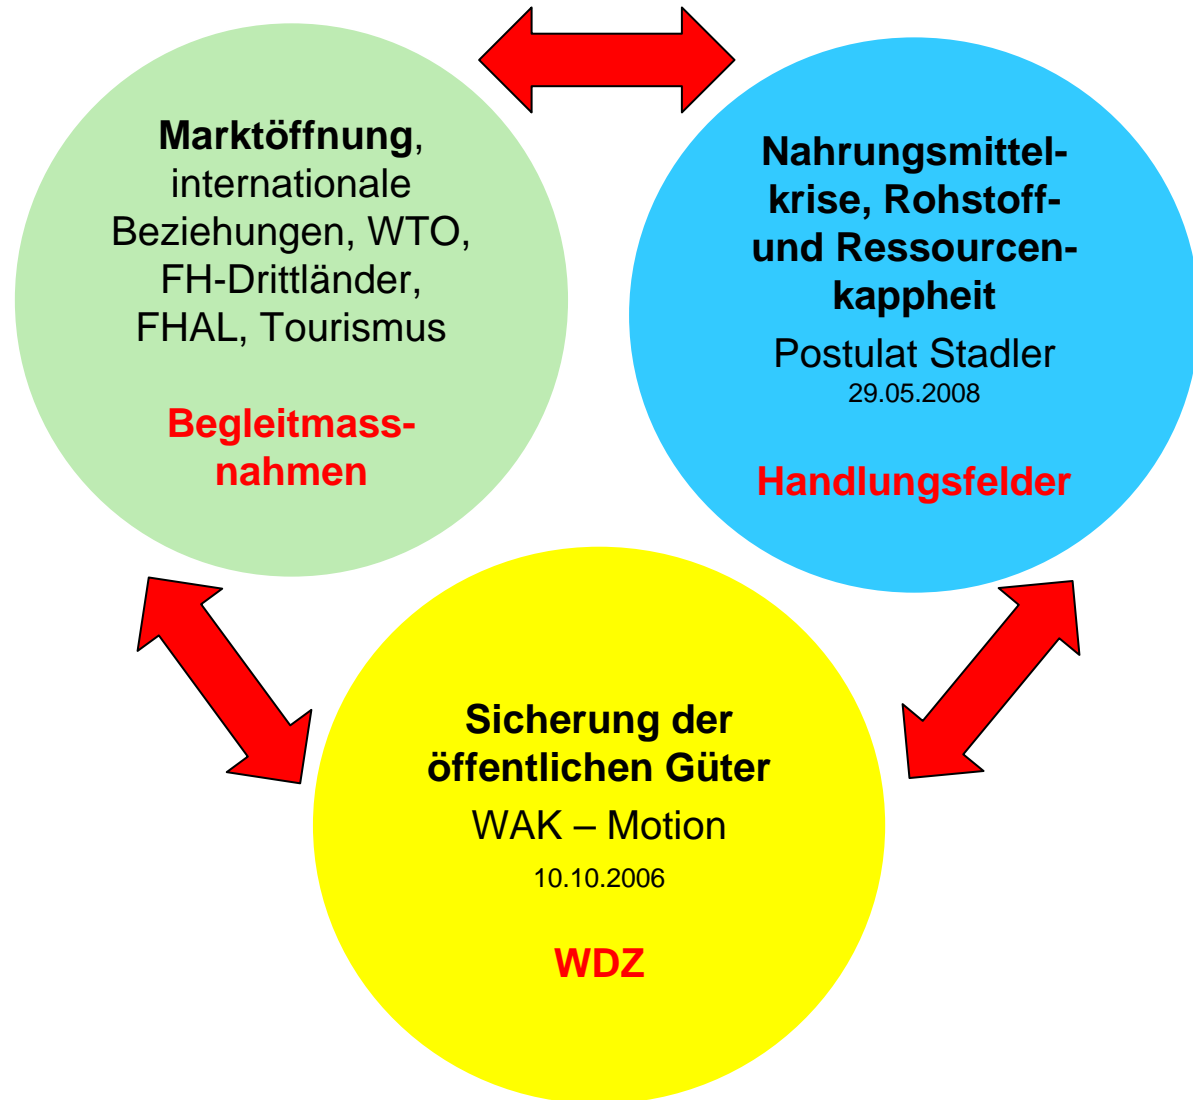 Marktöffnung,
internationale
Beziehungen, WTO,
FH-Drittländer,
FHAL, Tourismus
Begleitmass-
nahmen
Nahrungsmittel-
krise, Rohstoff-
und Ressourcen-
kappheit
Postulat Stadler
29.05.2008
Handlungsfelder
Sicherung der
öffentlichen Güter
WAK – Motion
10.10.2006
WDZ